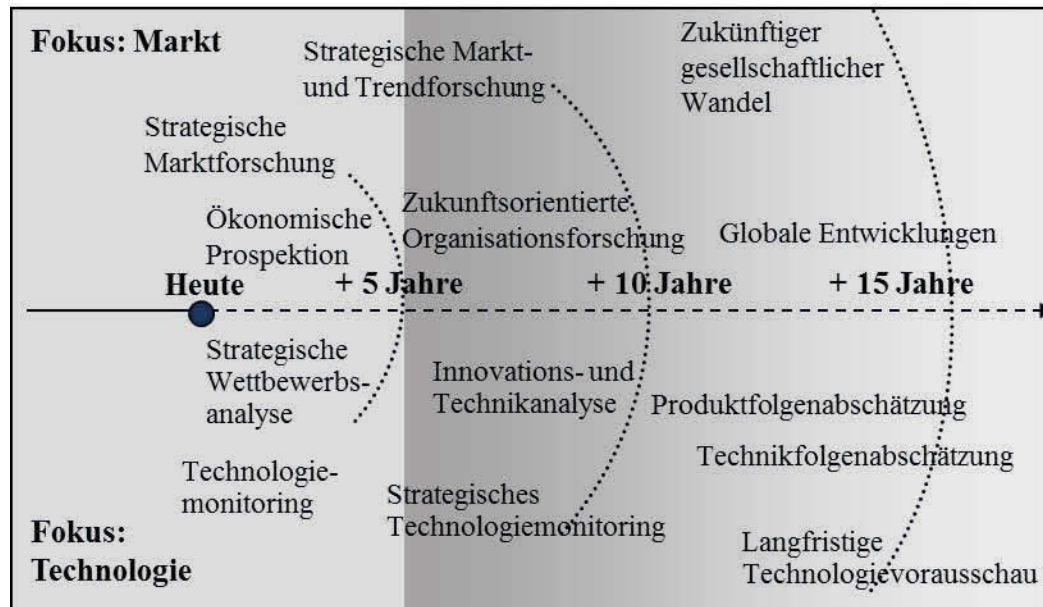 Fokus: Markt
Strategische Markt-
und Trendforschung
Zukünftiger
gesellschaftlicher
Wandel
Strategische
Marktforschung
Ökonomische
Prospektion
Zukunftsorientierte
Organisationsforschung
Globale Entwicklungen
Heute
+ 5 Jahre
+ 10 Jahre
+ 15 Jahre
Strategische
Wettbewerbs-
analyse
Innovations- und
Technikanalyse
Produktfolgenabschätzung
Technikfolgenabschätzung
Technologie-
monitoring
Strategisches
Technologiemonitoring
Langfristige
Technologievorausschau
Fokus:
Technologie